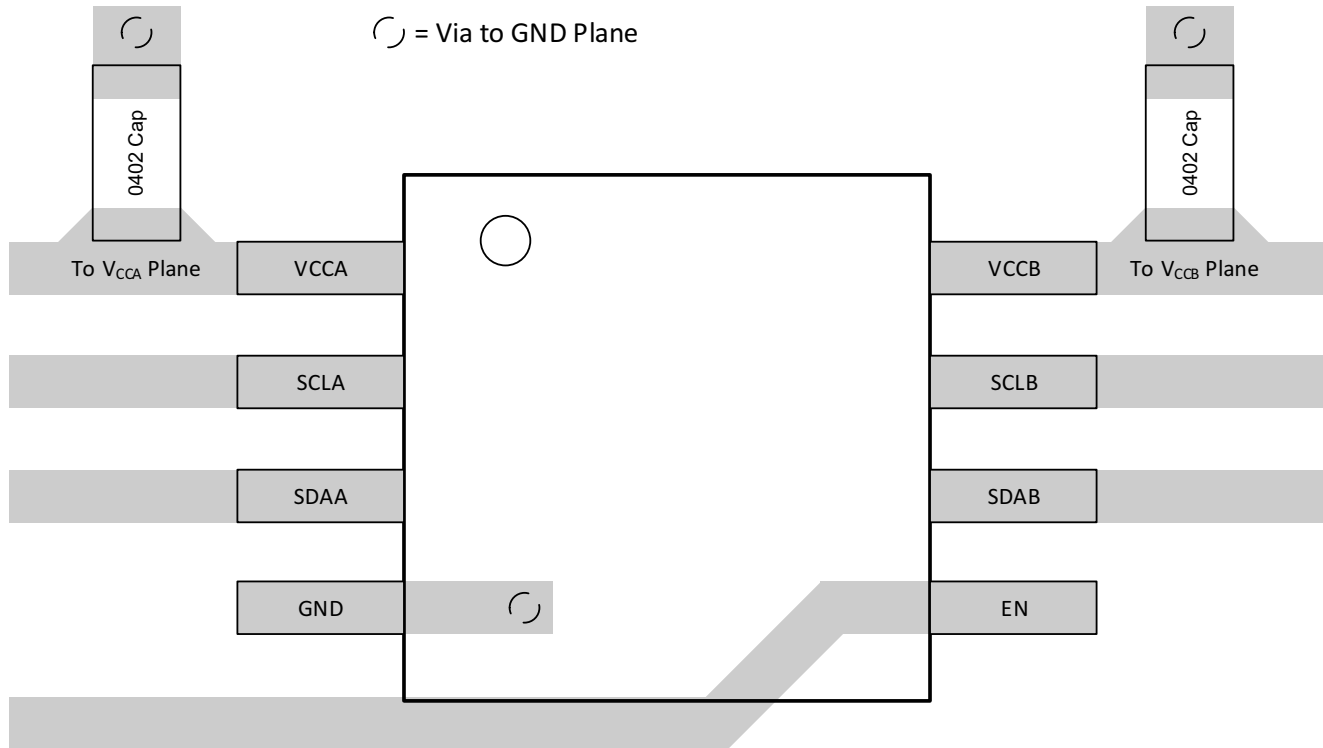 = Via to GND Plane
0402 Cap
0402 Cap
To VCCA Plane
VCCA
VCCB
To VCCB Plane
SCLA
SCLB
SDAA
SDAB
GND
EN